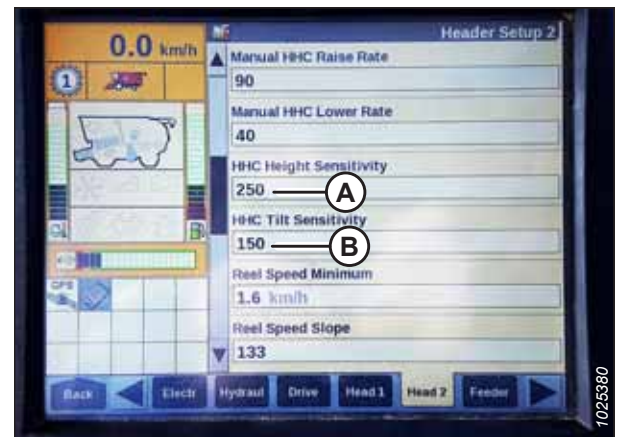 0.0 km/h
Header Setup 2
1
Manual HHC Raise Rate
90
Manual HHC Lower Rate
40
HHC Height Sensitivity
250
A
HHC Tilt Sensitivity
150
B
Reel Speed Minimum
1.6 km/h
GPS
Reel Speed Slope
133
Back
Electr
Hydraul
Drive
Head 1
Head 2
Feeder
1025380